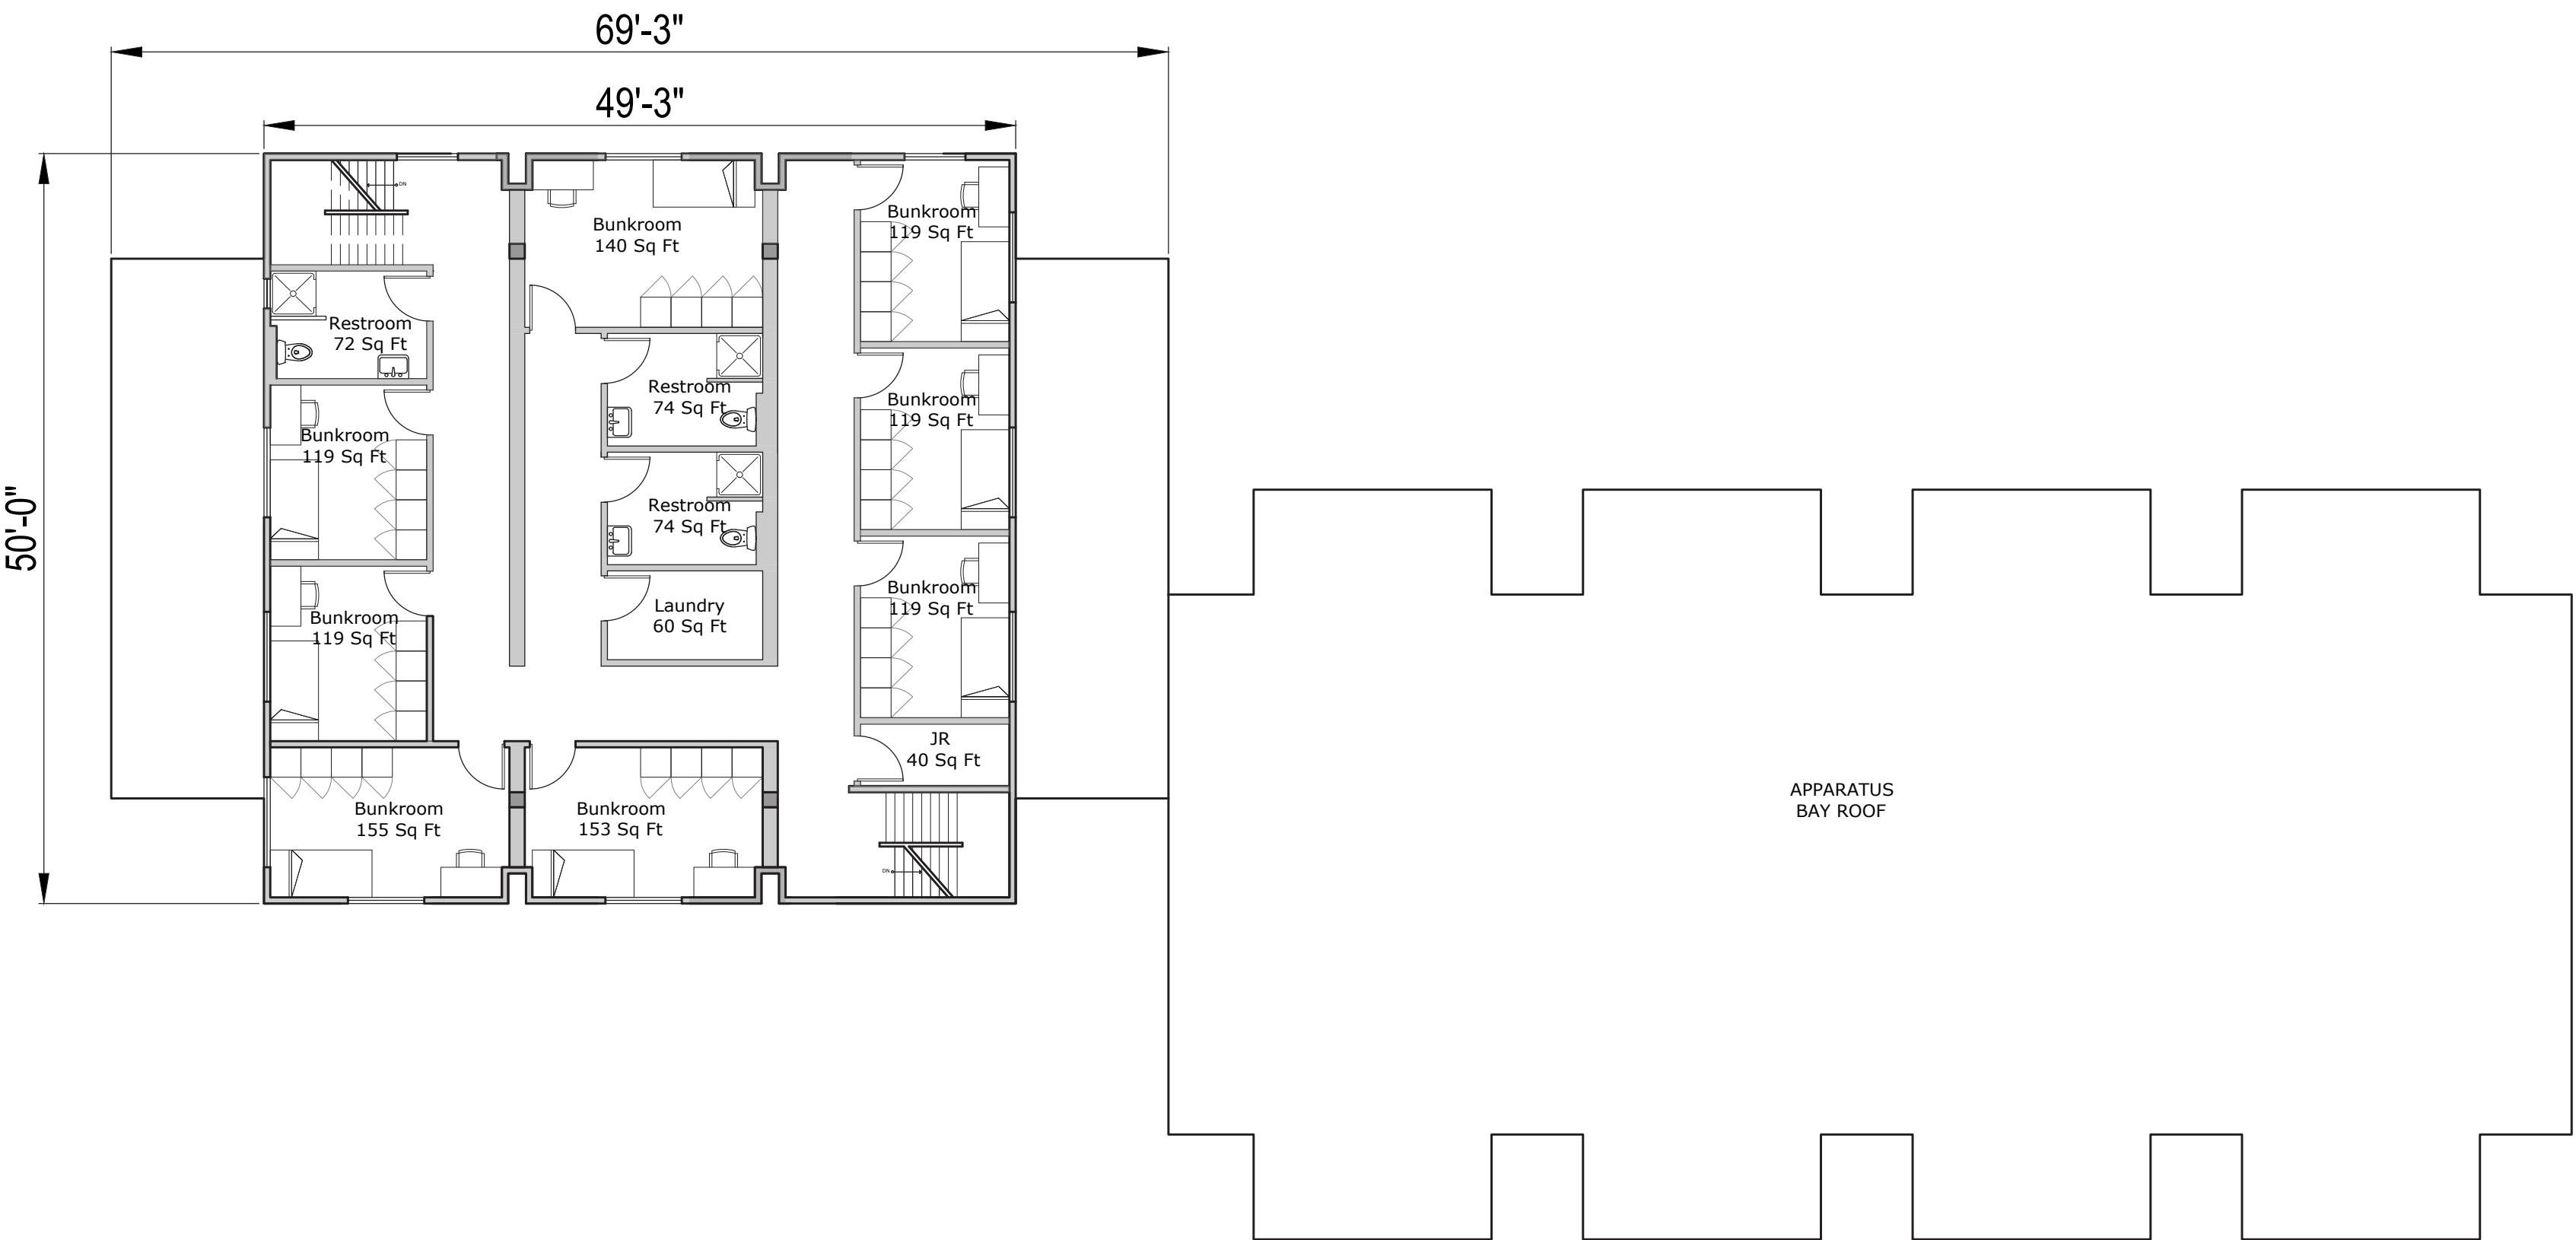 69'-3"
49'-3"
50'-0"
DN
Bunkroom
140 Sq Ft
Bunkroom
119 Sq Ft
Restroom
72 Sq Ft
Restroom
74 Sq Ft
Bunkroom
119 Sq Ft
Bunkroom
119 Sq Ft
Restroom
74 Sq Ft
Bunkroom
119 Sq Ft
Laundry
60 Sq Ft
Bunkroom
119 Sq Ft
JR
40 Sq Ft
Bunkroom
155 Sq Ft
Bunkroom
153 Sq Ft
DN
APPARATUS
BAY ROOF